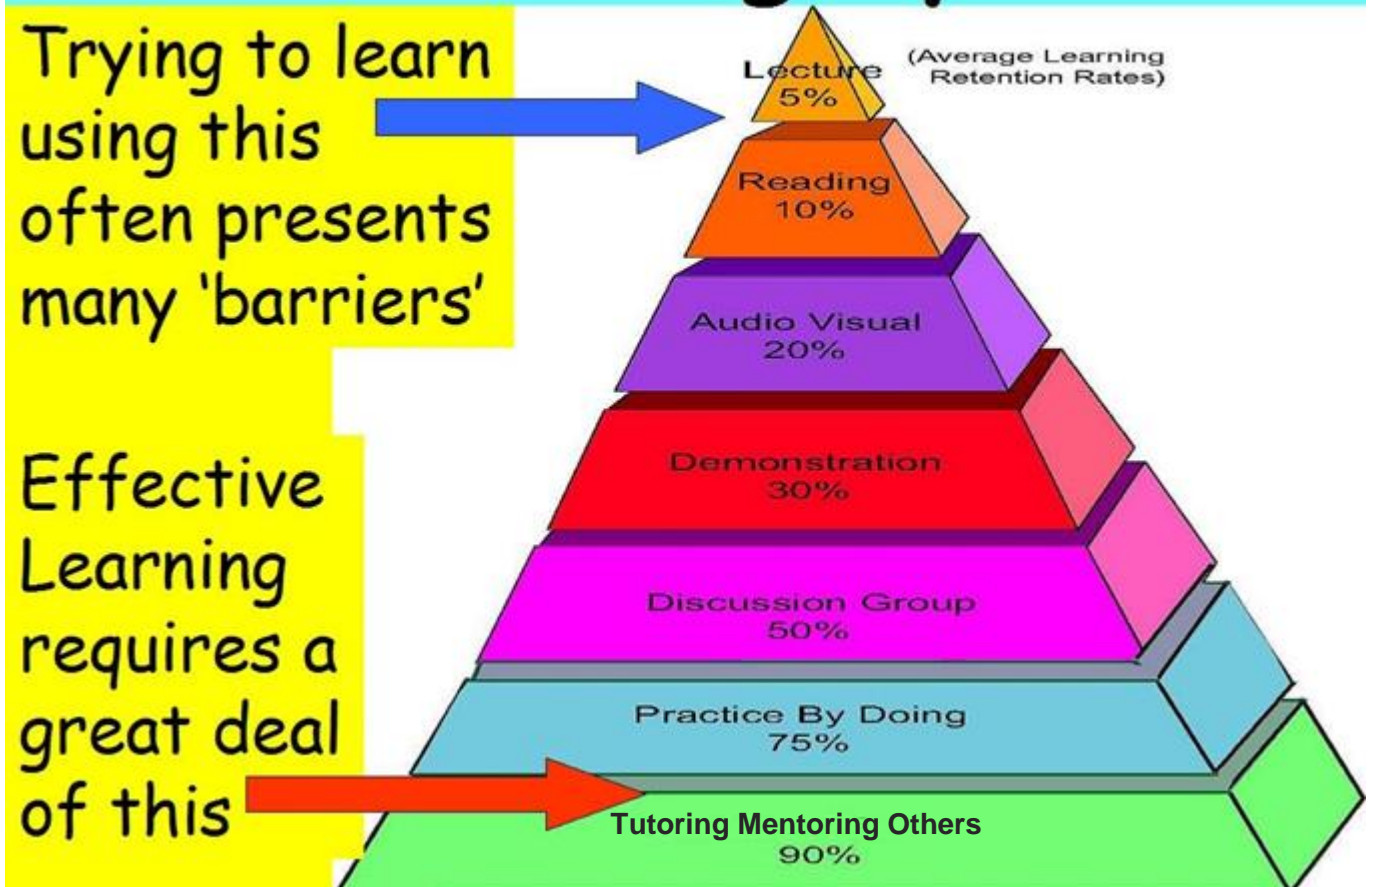 Trying to learn
using this
often presents
many ‘barriers’
Effective
Learning
requires a
great deal
of this
(Average Learning
Retention Rates)
Lecture
5%
Reading
10%
Audio Visual
20%
Demonstration
30%
Discussion Group
50%
Practice By Doing
75%
Tutoring Mentoring Others
90%